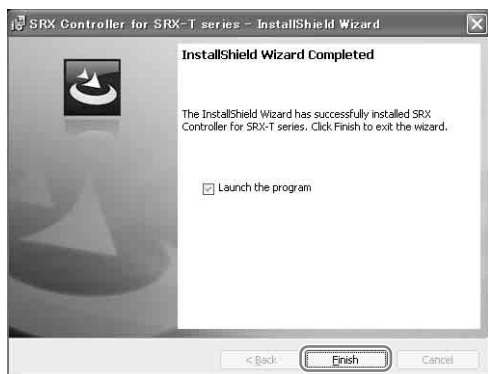 SRX Controller for SRX-T series - InstallShield Wizard
InstallShield Wizard Completed
The InstallShield Wizard has successfully installed SRX
Controller for SRX-T series. Click Finish to exit the wizard.
Launch the program
< Back
Finish
Cancel